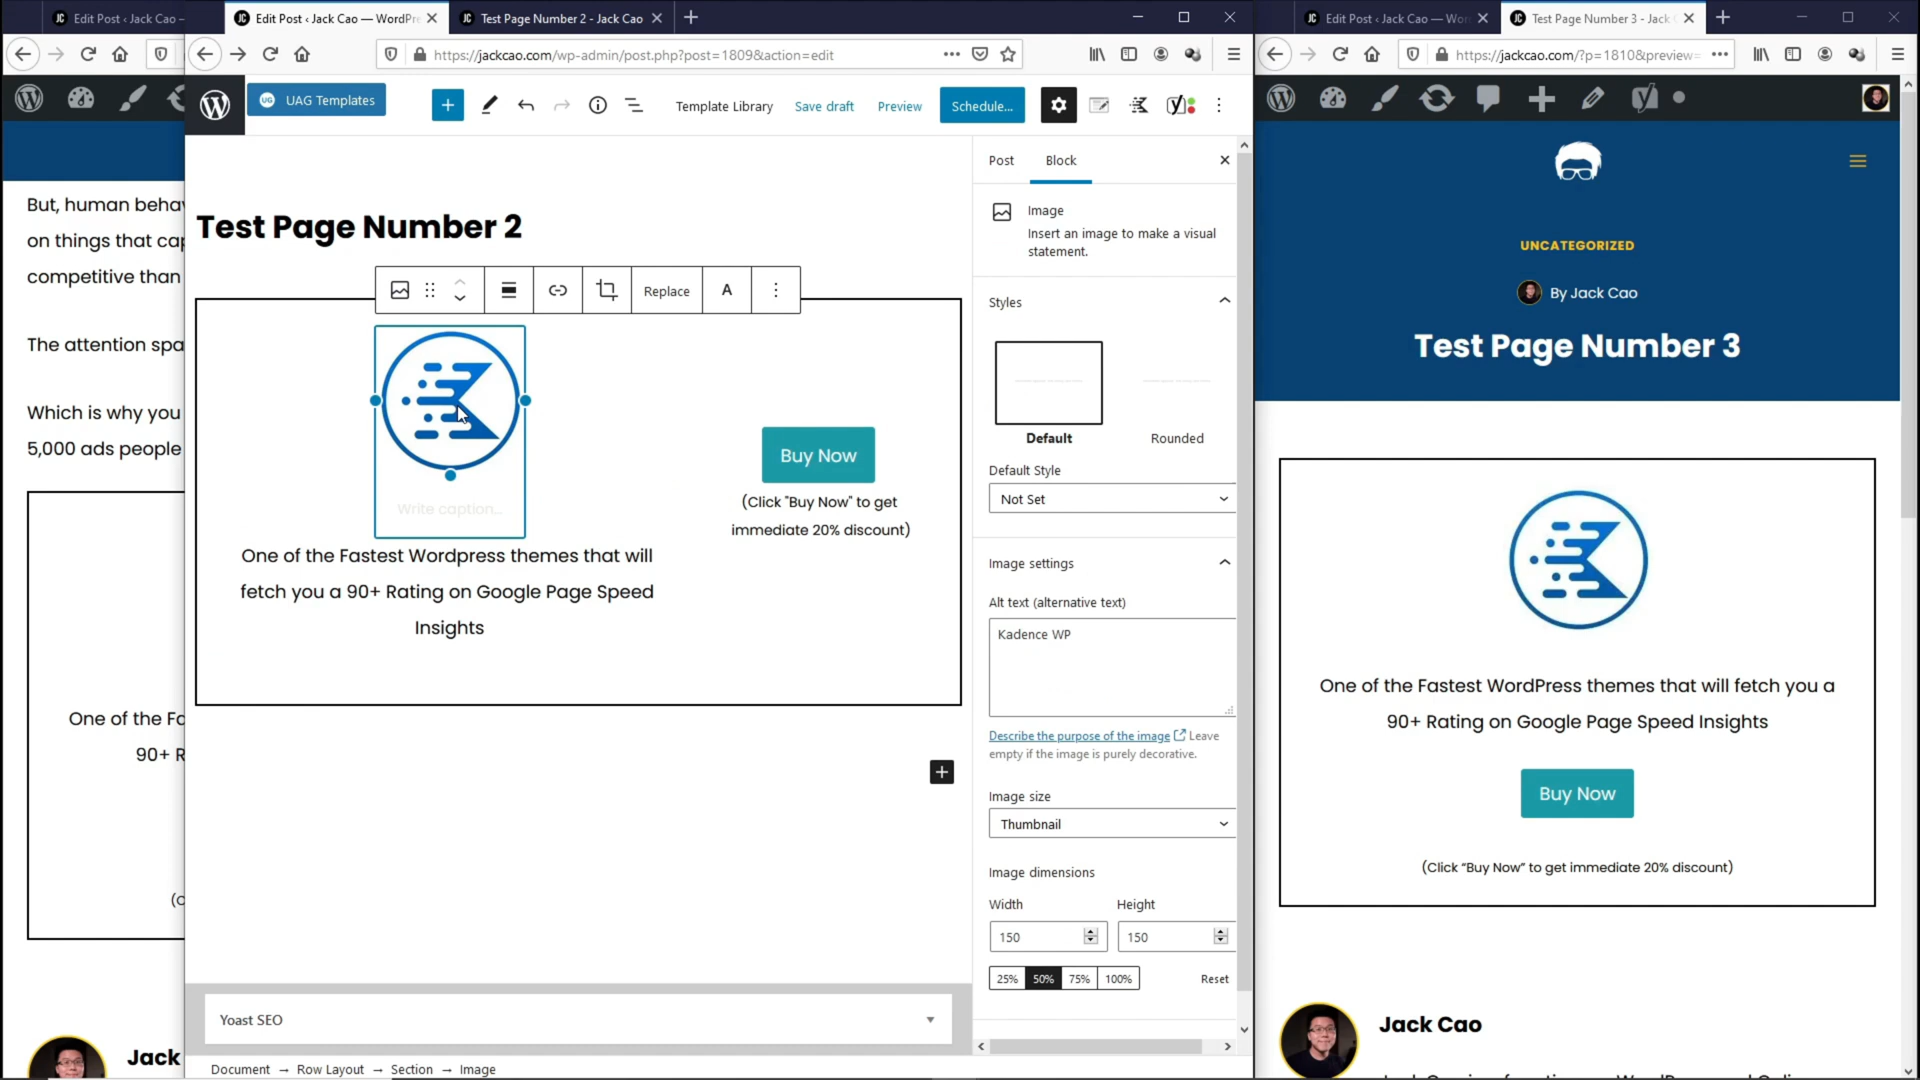 Edit Post ‹ Jack Cao —
But, human behav
on things that cap
competitive than
The attention spa
Which is why you
5,000 ads people
One of the Fa
90+ R
(C
Jack
Edit Post ‹ Jack Cao — WordPre
Test Page Number 2 - Jack Cao
https://jackcao.com/wp-admin/post.php?post=1809&action=edit
UAG Templates
Template Library
Save draft
Preview
Schedule...
Test Page Number 2
Replace
A
Write caption...
One of the Fastest Wordpress themes that will
fetch you a 90+ Rating on Google Page Speed
Insights
Buy Now
(Click "Buy Now" to get
immediate 20% discount)
Yoast SEO
Document → Row Layout → Section → Image
Post
Block
Image
Insert an image to make a visual
statement.
Styles
Default
Rounded
Default Style
Not Set
Image settings
Alt text (alternative text)
Kadence WP
Describe the purpose of the image Leave
empty if the image is purely decorative.
Image size
Thumbnail
Image dimensions
Width
Height
150
150
25% 50% 75% 100%
Reset
Edit Post ‹ Jack Cao — Wor
Test Page Number 3 - Jack
https://jackcao.com/?p=1810&preview=
UNCATEGORIZED
By Jack Cao
Test Page Number 3
One of the Fastest WordPress themes that will fetch you a
90+ Rating on Google Page Speed Insights
Buy Now
(Click “Buy Now” to get immediate 20% discount)
Jack Cao